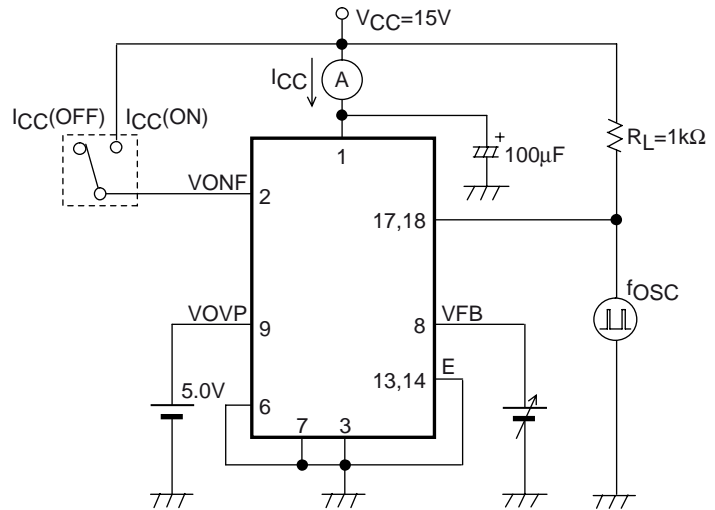 VCC=15V
ICC
A
ICC(OFF) ICC(ON)
+
100µF
RL=1kΩ
1
VONF
2
17,18
fOSC
VOVP
9
8
VFB
5.0V
6
13,14
E
7
3